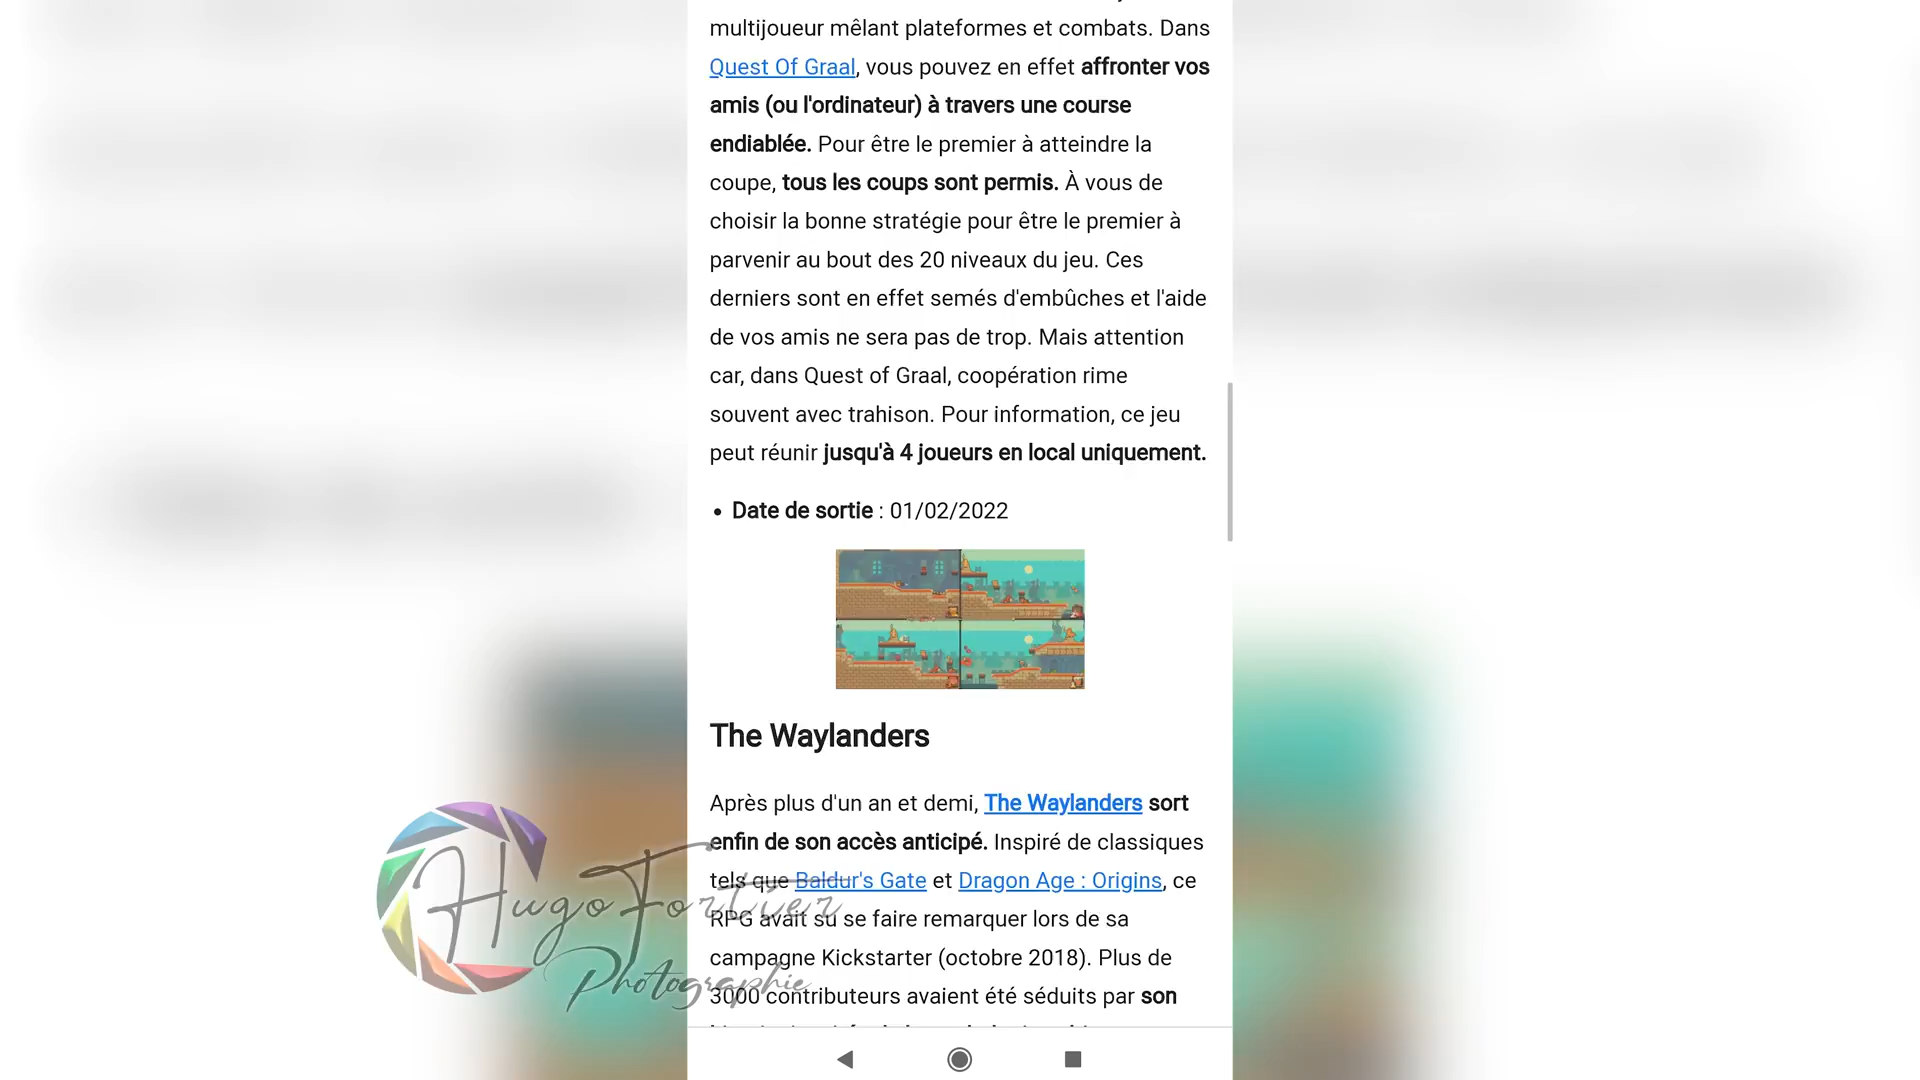 multijoueur mêlant plateformes et combats. Dans
Quest Of Graal, vous pouvez en effet affronter vos
amis (ou l'ordinateur) à travers une course
endiablée. Pour être le premier à atteindre la
coupe, tous les coups sont permis. À vous de
choisir la bonne stratégie pour être le premier à
parvenir au bout des 20 niveaux du jeu. Ces
derniers sont en effet semés d'embûches et l'aide
de vos amis ne sera pas de trop. Mais attention
car, dans Quest of Graal, coopération rime
souvent avec trahison. Pour information, ce jeu
peut réunir jusqu'à 4 joueurs en local uniquement.
• Date de sortie : 01/02/2022
The Waylanders
Après plus d'un an et demi, The Waylanders sort
enfin de son accès anticipé. Inspiré de classiques
tels que Baldur's Gate et Dragon Age : Origins, ce
RPG avait su se faire remarquer lors de sa
campagne Kickstarter (octobre 2018). Plus de
3000 contributeurs avaient été séduits par son
Hugo Fortier
Photographie